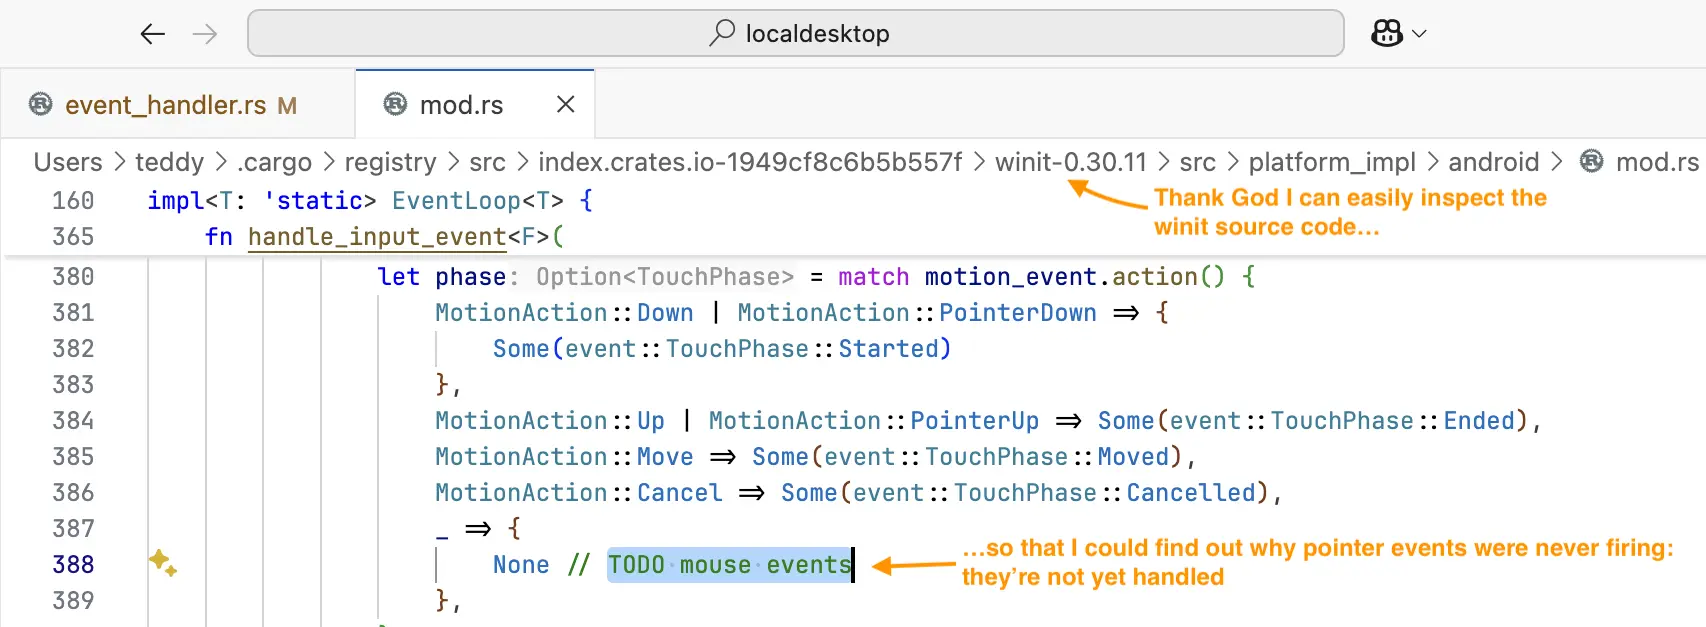 localdesktop
event_handler.rs M
mod.rs
Users > teddy > .cargo > registry > src > index.crates.io-1949cf8c6b5b557f > winit-0.30.11 > src > platform_impl > android > mod.rs
160 impl<T: 'static> EventLoop<T> {
Thank God I can easily inspect the
winit source code...
365 fn handle_input_event<F>(
380 let phase: Option<TouchPhase> = match motion_event.action() {
381 MotionAction::Down | MotionAction::PointerDown => {
382 Some(event::TouchPhase::Started)
383 },
384 MotionAction::Up | MotionAction::PointerUp => Some(event::TouchPhase::Ended),
385 MotionAction::Move => Some(event::TouchPhase::Moved),
386 MotionAction::Cancel => Some(event::TouchPhase::Cancelled),
387 _ => {
388 None // TODO mouse events
...so that I could find out why pointer events were never firing:
they're not yet handled
389 },